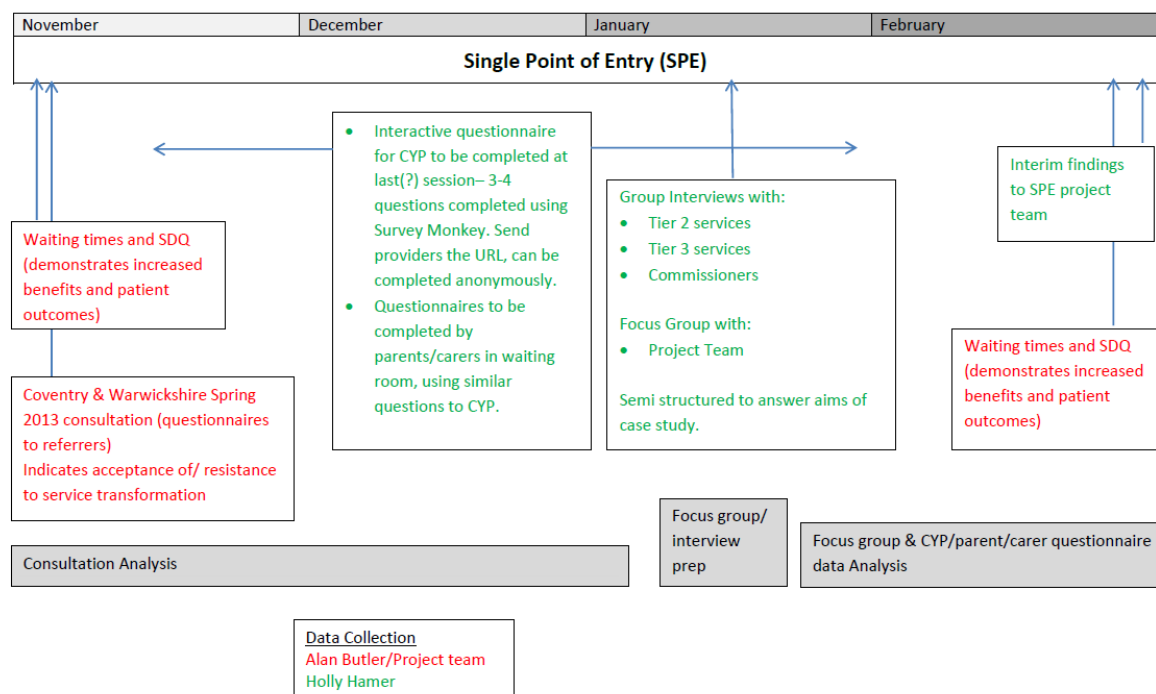 November
December
January
February
Single Point of Entry (SPE)
Waiting times and SDQ
(demonstrates increased
benefits and patient
outcomes)
Coventry & Warwickshire Spring
2013 consultation (questionnaires
to referrers)
Indicates acceptance of/ resistance
to service transformation
• Interactive questionnaire
for CYP to be completed at
last(?) session– 3-4
questions completed using
Survey Monkey. Send
providers the URL, can be
completed anonymously.
• Questionnaires to be
completed by
parents/carers in waiting
room, using similar
questions to CYP.
Group Interviews with:
• Tier 2 services
• Tier 3 services
• Commissioners
Focus Group with:
• Project Team
Semi structured to answer aims of
case study.
Interim findings
to SPE project
team
Waiting times and SDQ
(demonstrates increased
benefits and patient
outcomes)
Consultation Analysis
Focus group/
interview
prep
Focus group & CYP/parent/carer questionnaire
data Analysis
Data Collection
Alan Butler/Project team
Holly Hamer